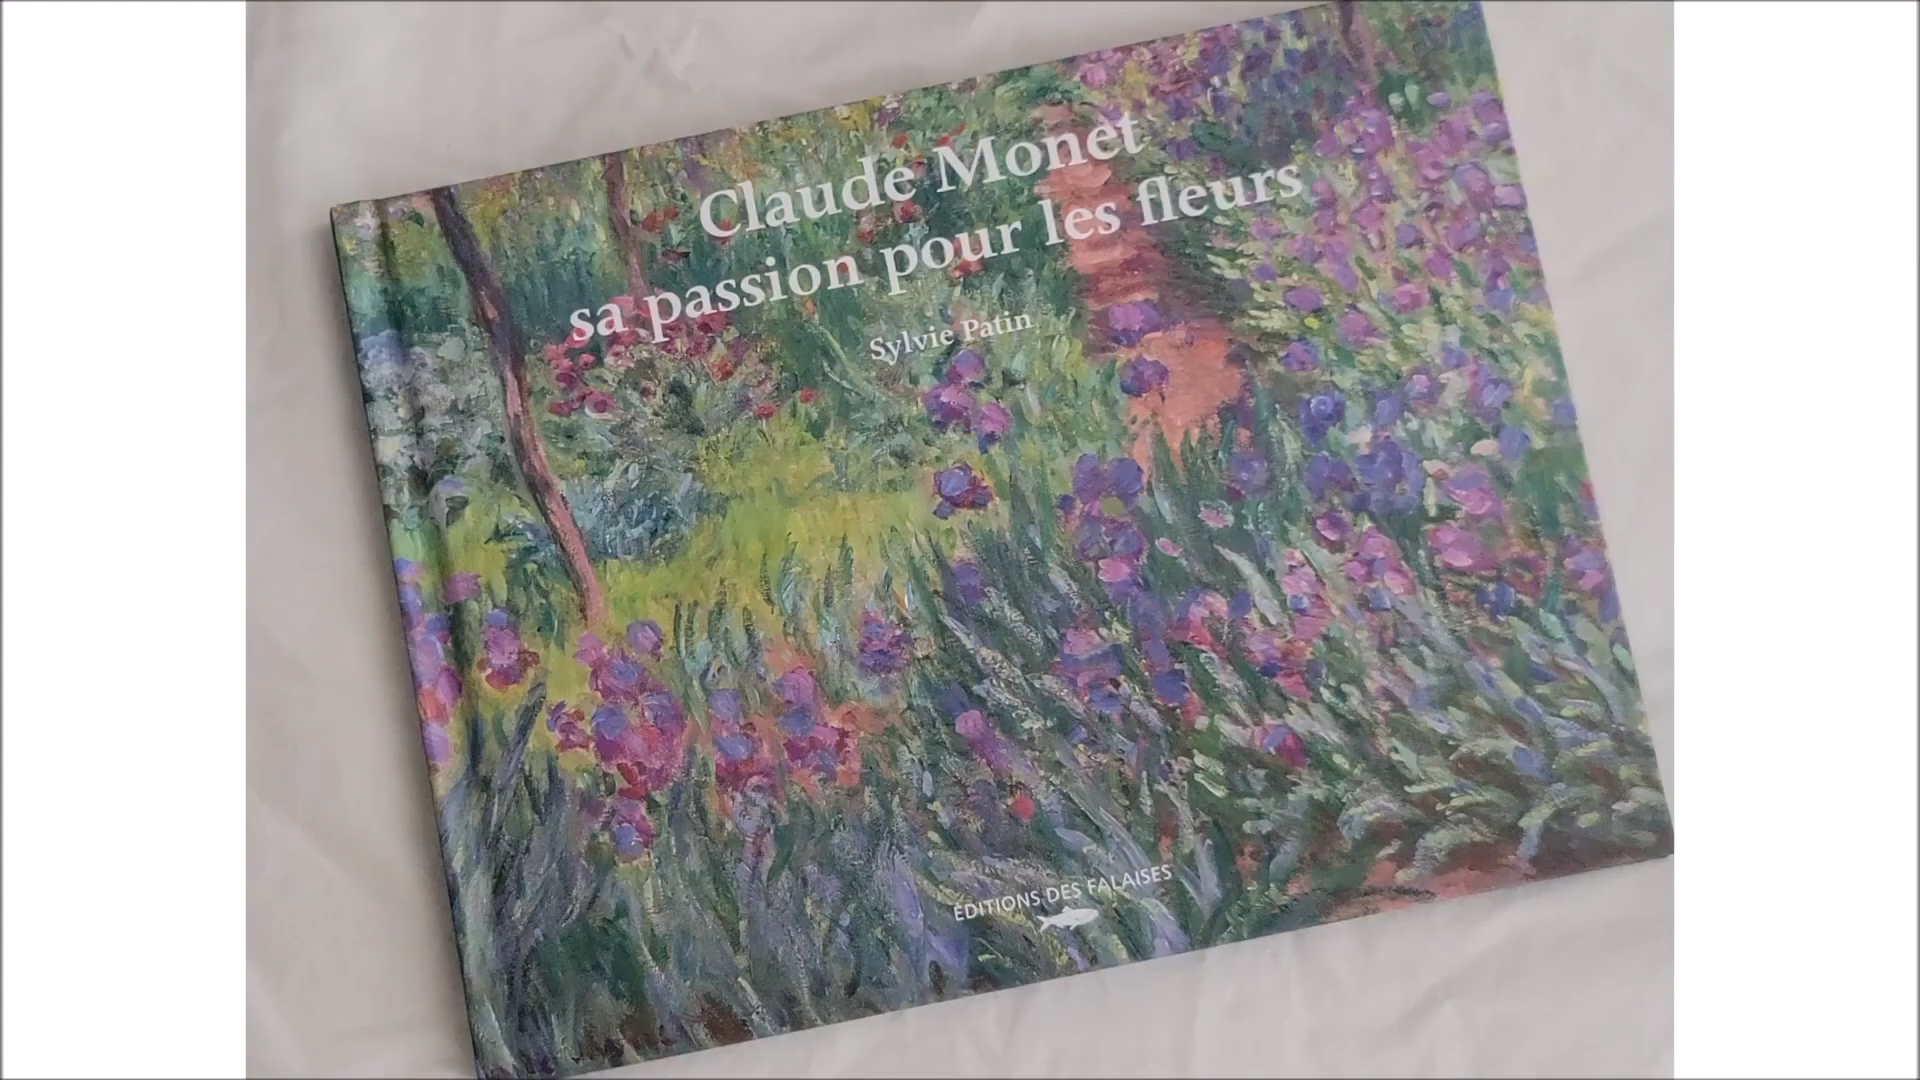 Claude Monet
sa passion pour les fleurs
Sylvie Patin
ÉDITIONS DES FALAISES